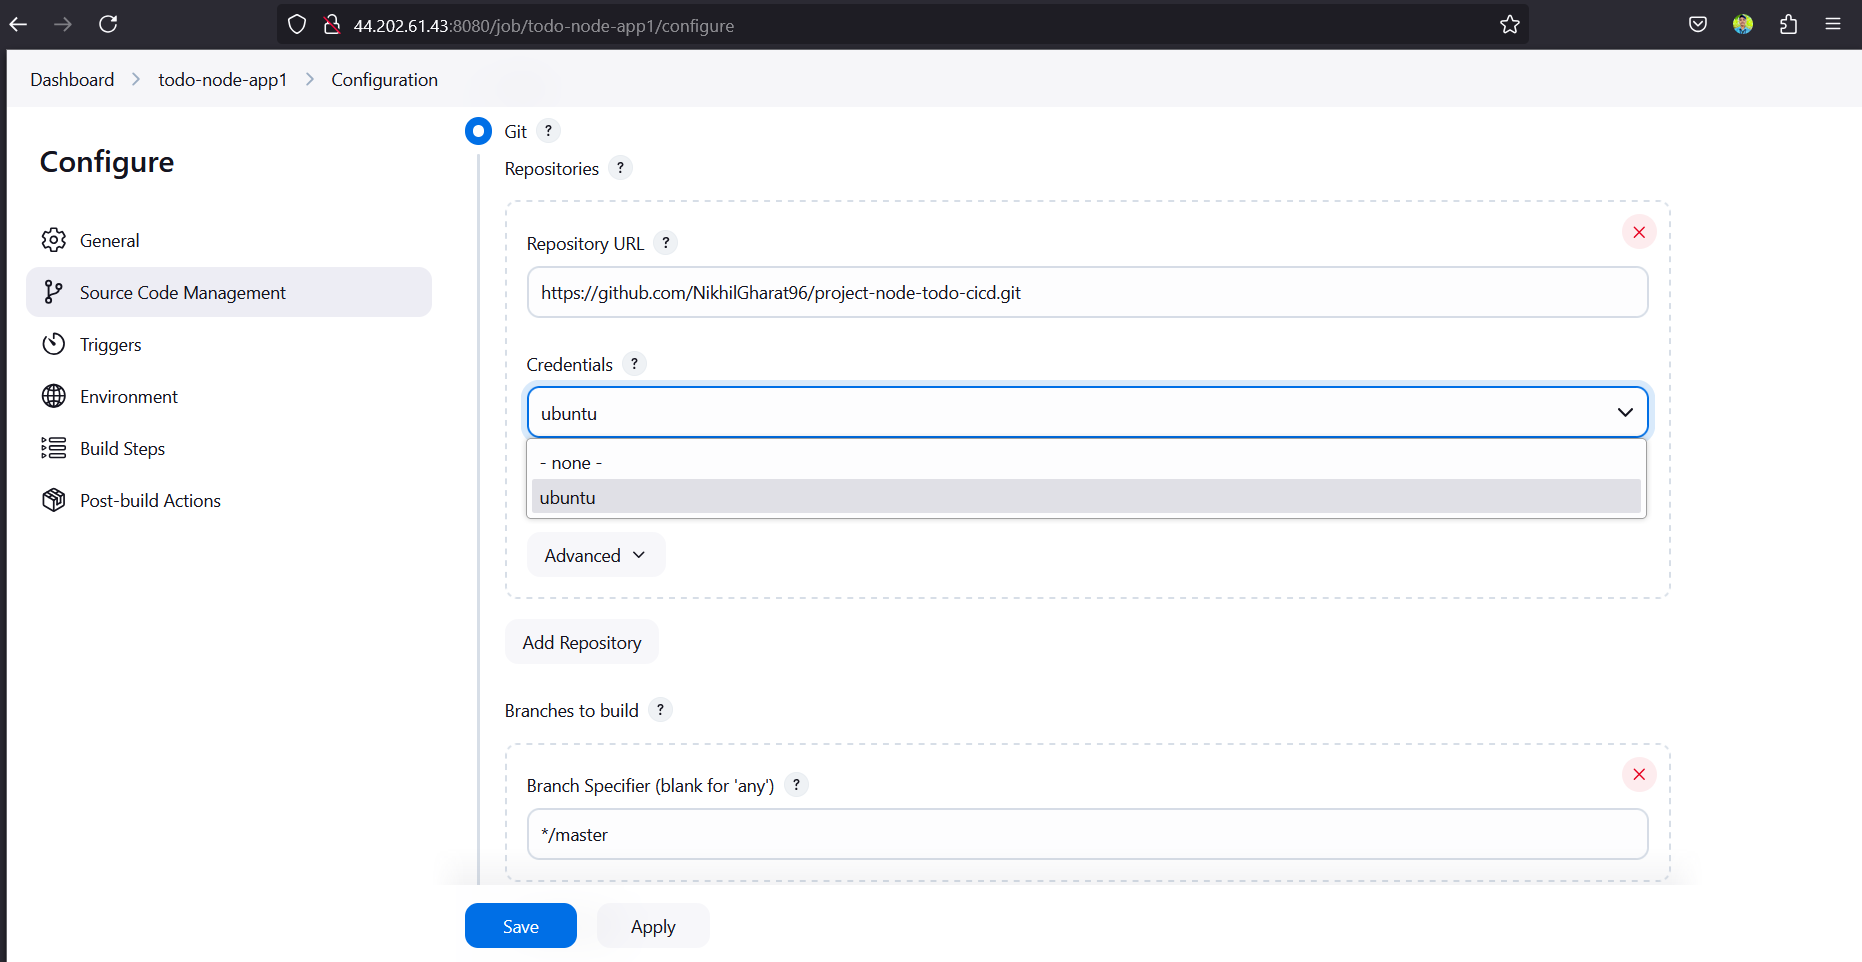 44.202.61.43:8080/job/todo-node-app1/configure
Dashboard > todo-node-app1 > Configuration
Configure
General
Source Code Management
Triggers
Environment
Build Steps
Post-build Actions
Git ?
Repositories ?
Repository URL ?
https://github.com/NikhilGharat96/project-node-todo-cicd.git
Credentials ?
ubuntu
- none -
ubuntu
Advanced
Add Repository
Branches to build ?
Branch Specifier (blank for 'any') ?
*/master
Save
Apply